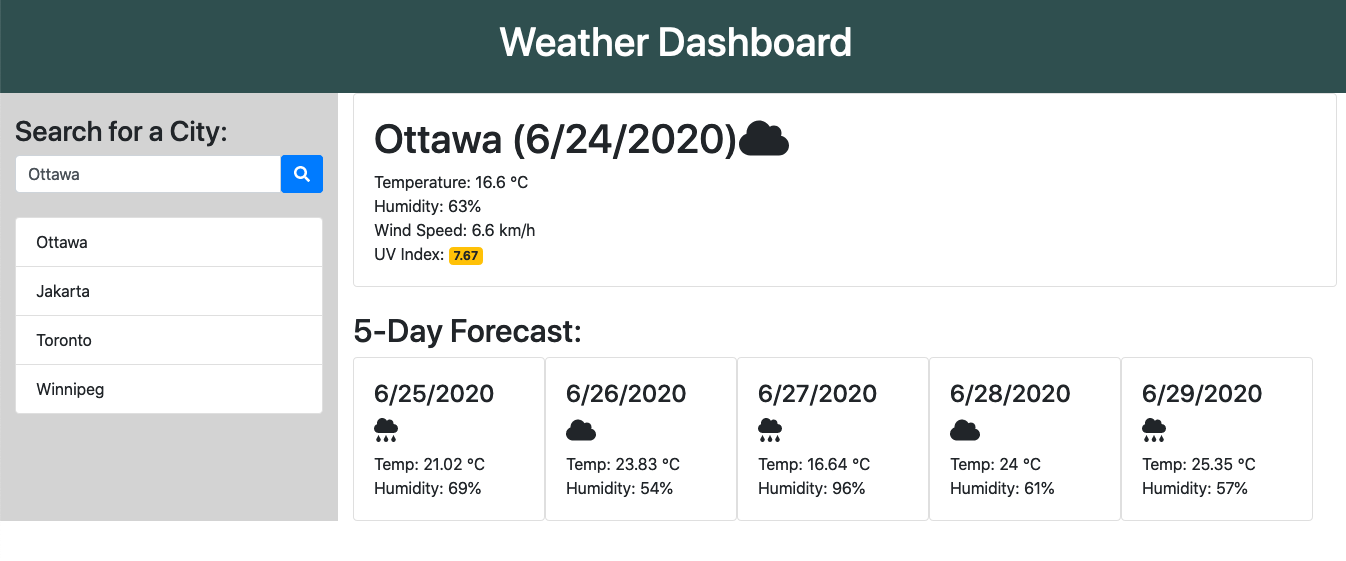 Weather Dashboard
Search for a City:
Ottawa
Ottawa
Jakarta
Toronto
Winnipeg
Ottawa (6/24/2020)
Temperature: 16.6 °C
Humidity: 63%
Wind Speed: 6.6 km/h
UV Index: 7.67
5-Day Forecast:
6/25/2020
Temp: 21.02 °C
Humidity: 69%
6/26/2020
Temp: 23.83 °C
Humidity: 54%
6/27/2020
Temp: 16.64 °C
Humidity: 96%
6/28/2020
Temp: 24 °C
Humidity: 61%
6/29/2020
Temp: 25.35 °C
Humidity: 57%